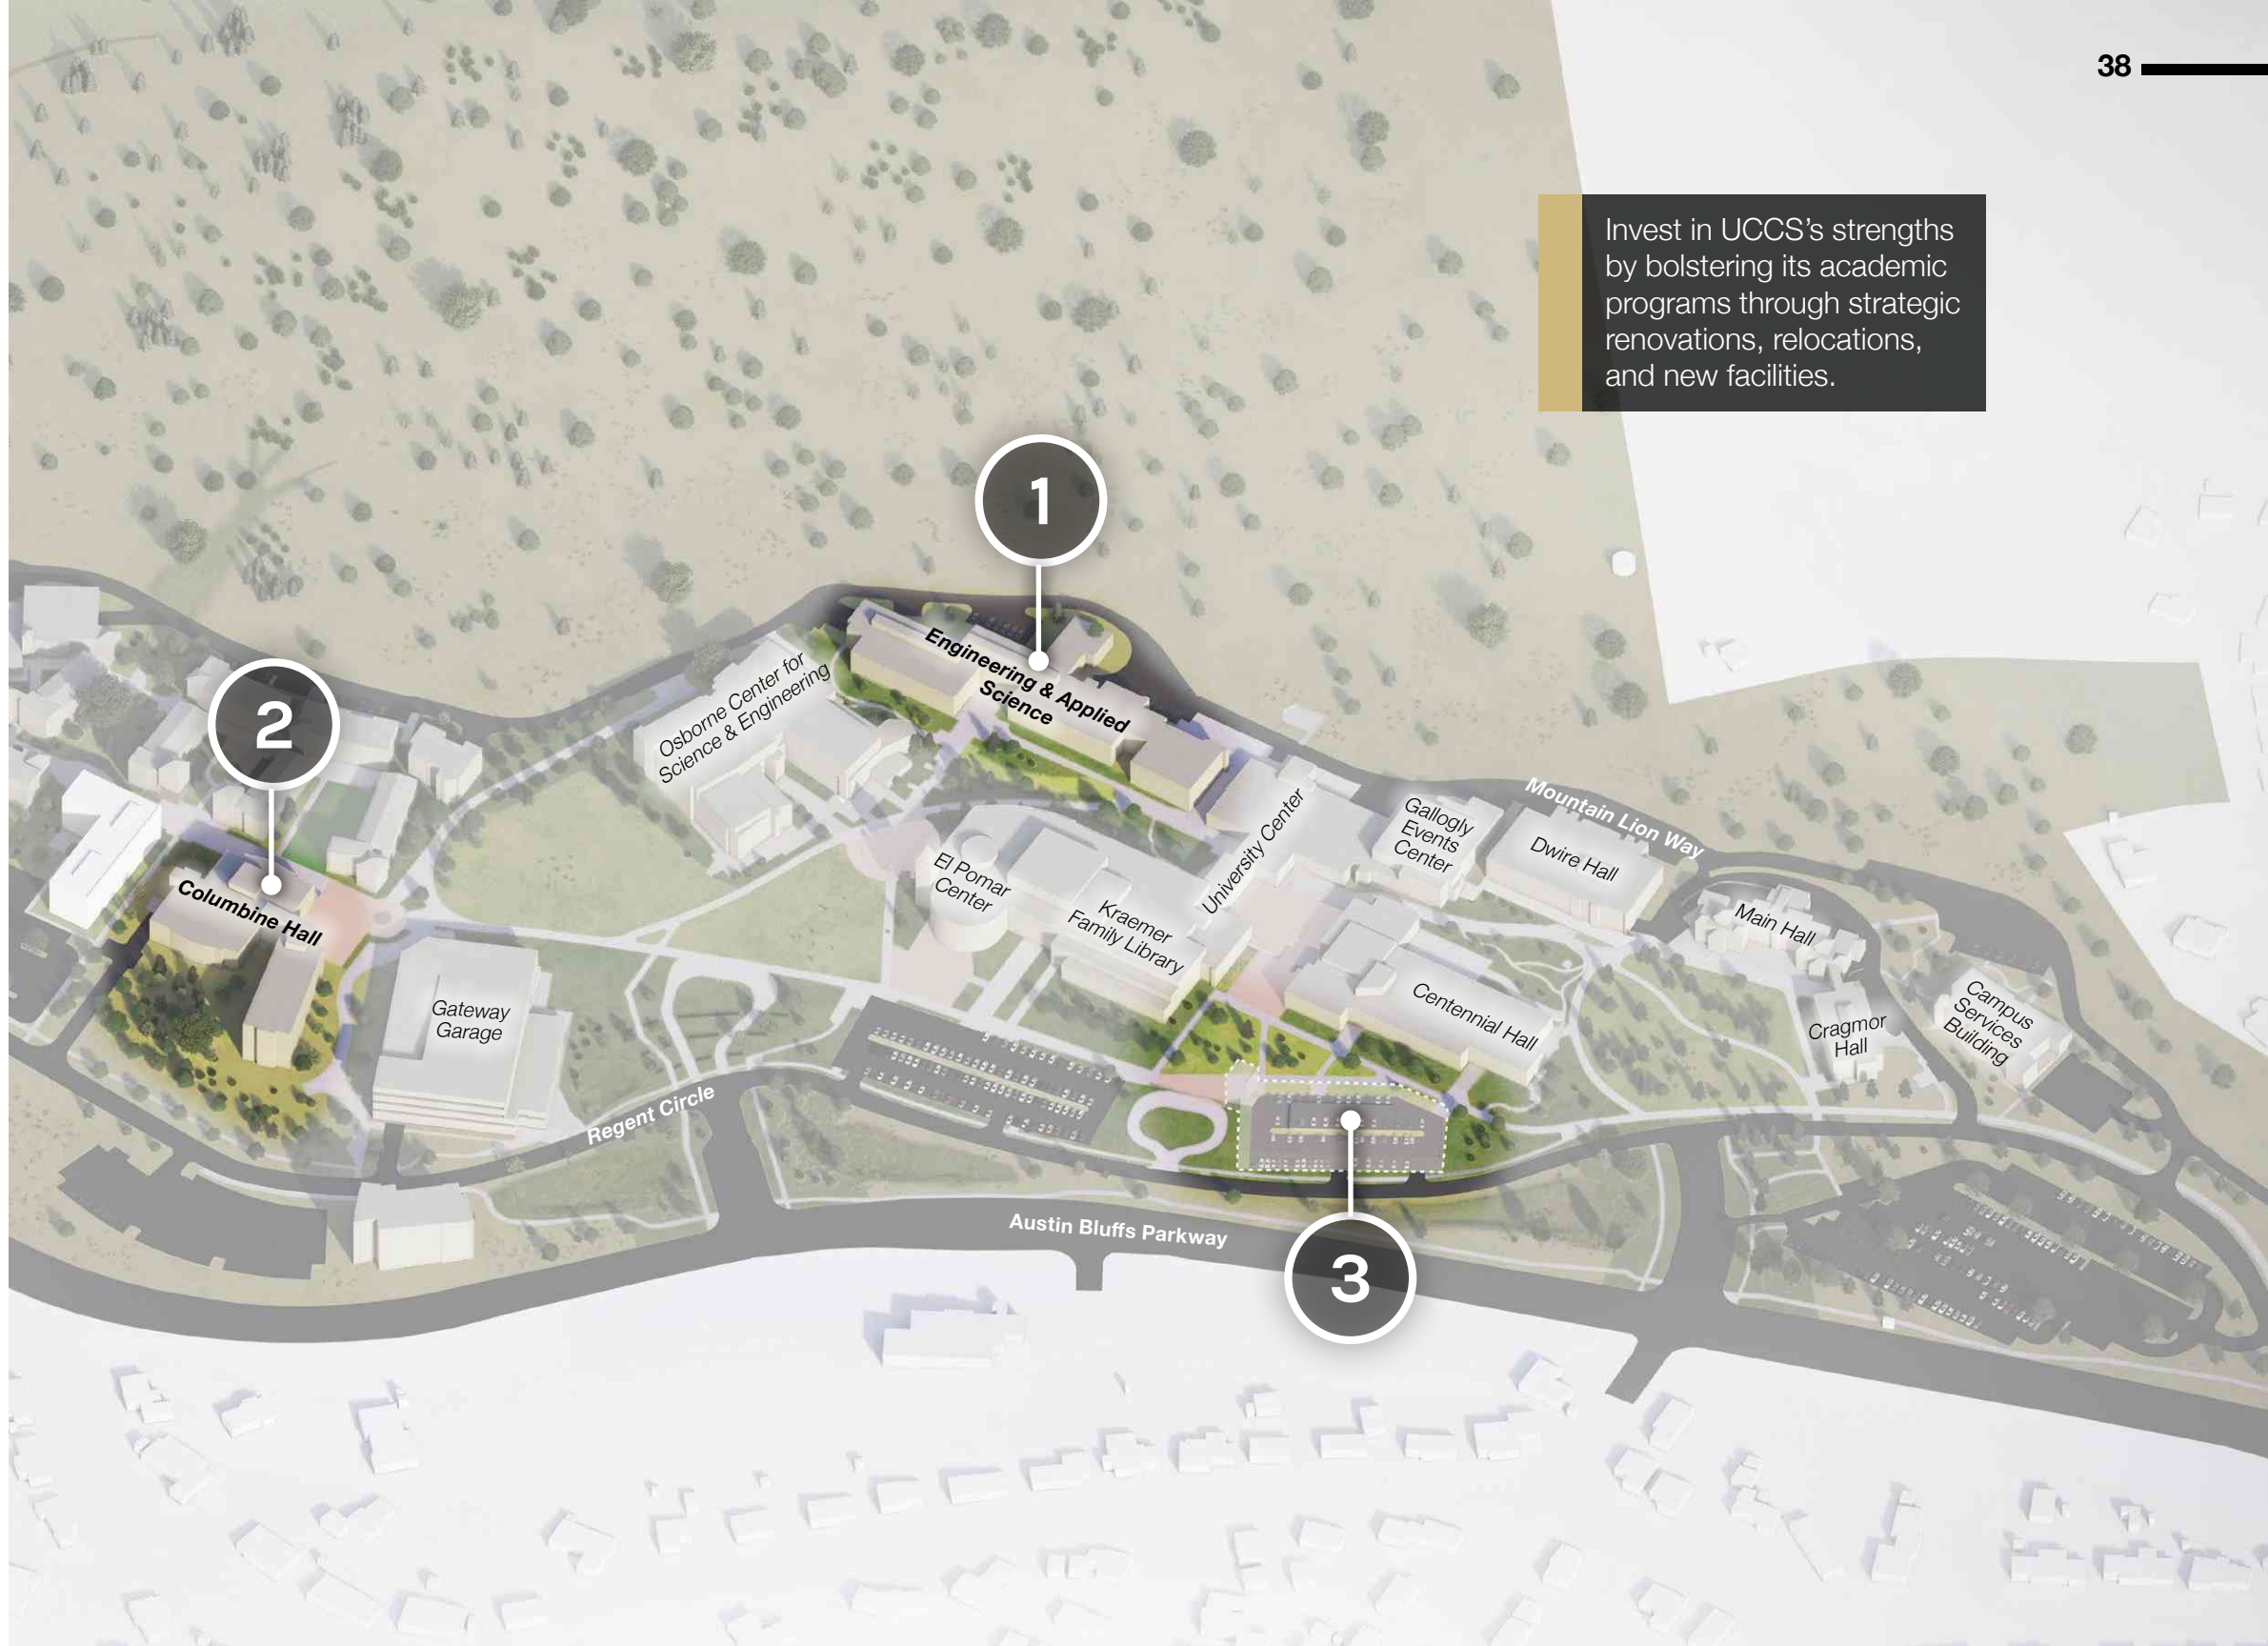 38
Invest in UCCS’s strengths
by bolstering its academic
programs through strategic
renovations, relocations,
and new facilities.
1
Engineering & Applied
Science
Osborne Center for
Science & Engineering
2
Columbine Hall
Gateway
Garage
El Pomar
Center
Kraemer
Family Library
University Center
Gallogly
Events
Center
Mountain Lion Way
Dwire Hall
Main Hall
Centennial Hall
Cragmor
Hall
Campus
Services
Building
Regent Circle
Austin Bluffs Parkway
3